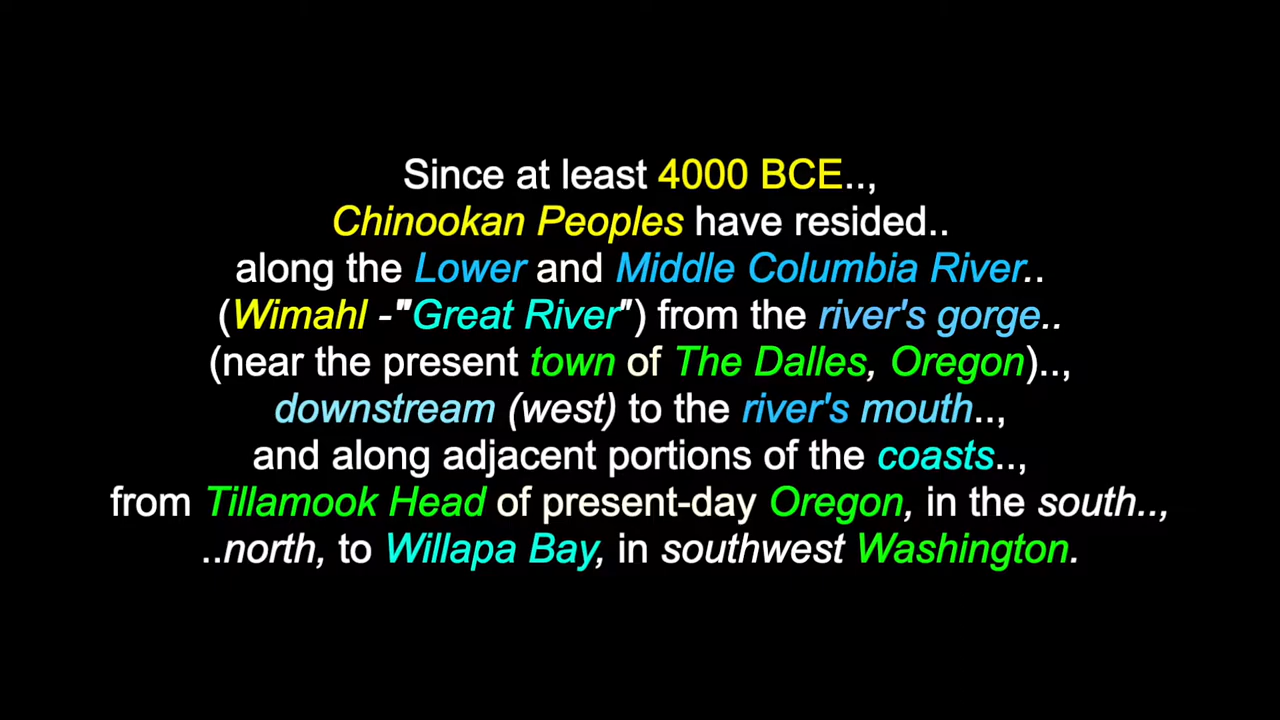 Since at least 4000 BCE..,
Chinookan Peoples have resided..
along the Lower and Middle Columbia River..
(Wimahl -"Great River") from the river's gorge..
(near the present town of The Dalles, Oregon)..,
downstream (west) to the river's mouth..,
and along adjacent portions of the coasts..,
from Tillamook Head of present-day Oregon, in the south..,
..north, to Willapa Bay, in southwest Washington.